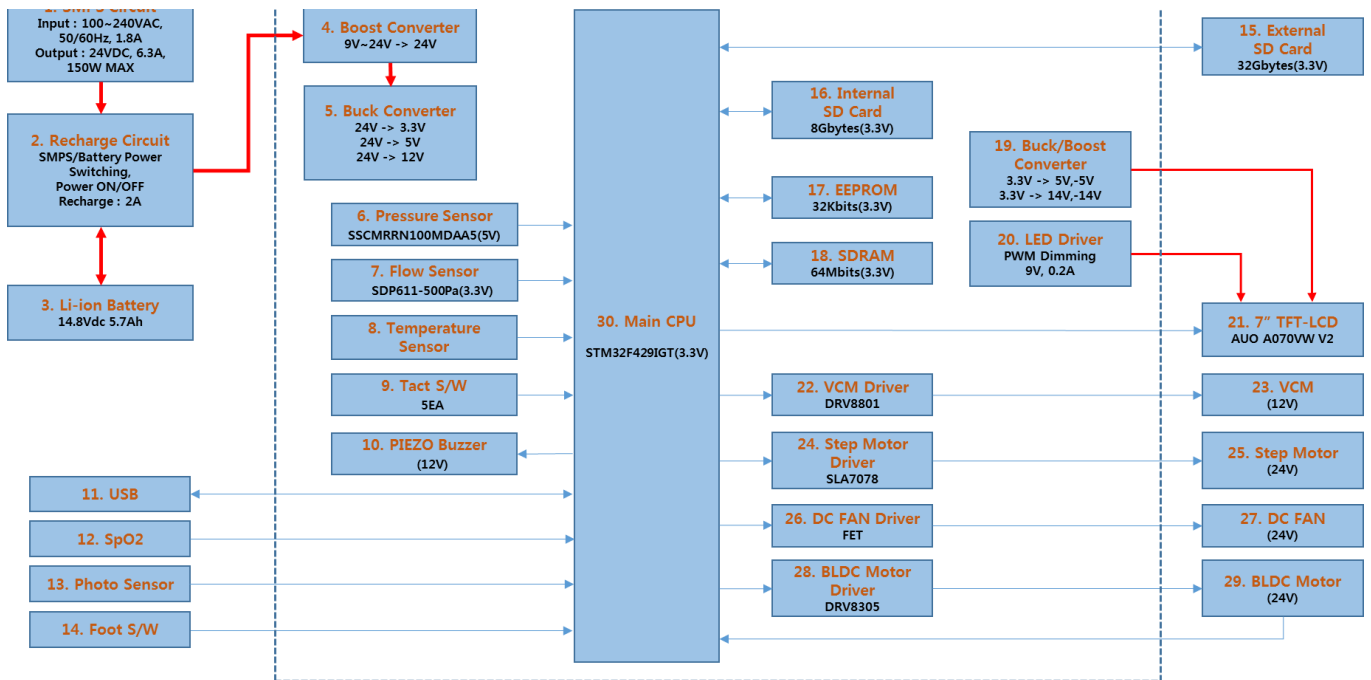 1. SMPS Circuit
Input : 100~240VAC,
50/60Hz, 1.8A
Output : 24VDC, 6.3A,
150W MAX
2. Recharge Circuit
SMPS/Battery Power
Switching,
Power ON/OFF
Recharge : 2A
3. Li-ion Battery
14.8Vdc 5.7Ah
4. Boost Converter
9V~24V -> 24V
5. Buck Converter
24V -> 3.3V
24V -> 5V
24V -> 12V
6. Pressure Sensor
SSCMRRN100MDAA5(5V)
7. Flow Sensor
SDP611-500Pa(3.3V)
8. Temperature
Sensor
9. Tact S/W
5EA
10. PIEZO Buzzer
(12V)
11. USB
12. SpO2
13. Photo Sensor
14. Foot S/W
30. Main CPU
STM32F429IGT(3.3V)
15. External
SD Card
32Gbytes(3.3V)
16. Internal
SD Card
8Gbytes(3.3V)
17. EEPROM
32Kbits(3.3V)
18. SDRAM
64Mbits(3.3V)
19. Buck/Boost
Converter
3.3V -> 5V,-5V
3.3V -> 14V,-14V
20. LED Driver
PWM Dimming
9V, 0.2A
21. 7” TFT-LCD
AUO A070VW V2
22. VCM Driver
DRV8801
23. VCM
(12V)
24. Step Motor
Driver
SLA7078
25. Step Motor
(24V)
26. DC FAN Driver
FET
27. DC FAN
(24V)
28. BLDC Motor
Driver
DRV8305
29. BLDC Motor
(24V)